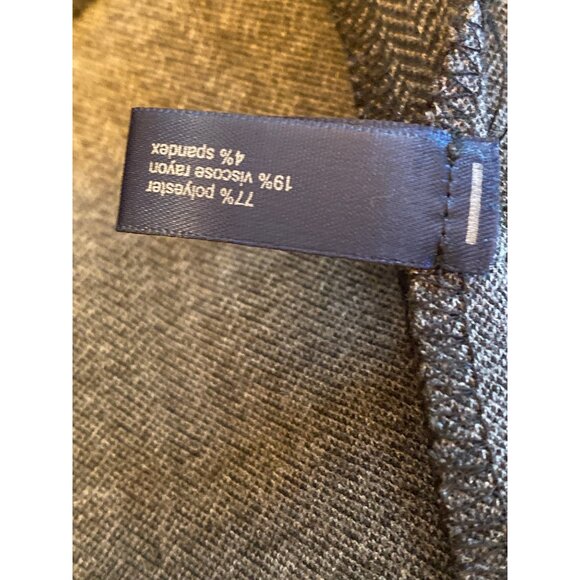 77% polyester
19% viscose rayon
4% spandex